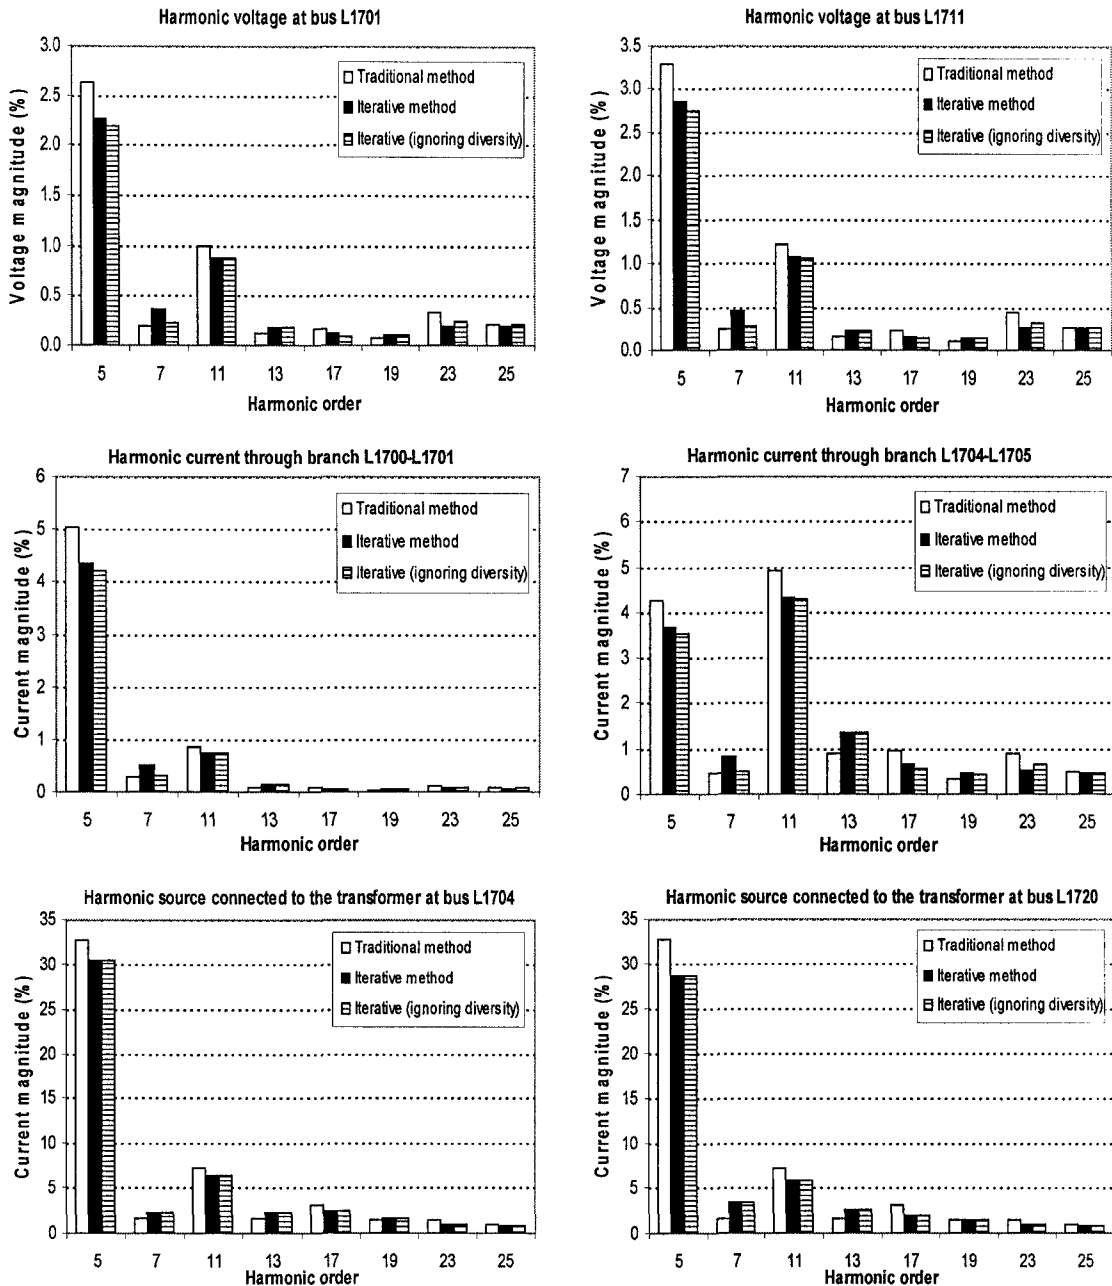 Harmonic voltage at bus L1701
Voltage magnitude (%)
3.0
2.5
2.0
1.5
1.0
0.5
0.0
Traditional method
Iterative method
Iterative (ignoring diversity)
5 7 11 13 17 19 23 25
Harmonic order
Harmonic voltage at bus L1711
Voltage magnitude (%)
3.5
3.0
2.5
2.0
1.5
1.0
0.5
0.0
Traditional method
Iterative method
Iterative (ignoring diversity)
5 7 11 13 17 19 23 25
Harmonic order
Harmonic current through branch L1700-L1701
Current magnitude (%)
6
5
4
3
2
1
0
Traditional method
Iterative method
Iterative (ignoring diversity)
5 7 11 13 17 19 23 25
Harmonic order
Harmonic current through branch L1704-L1705
Current magnitude (%)
7
6
5
4
3
2
1
0
Traditional method
Iterative method
Iterative (ignoring diversity)
5 7 11 13 17 19 23 25
Harmonic order
Harmonic source connected to the transformer at bus L1704
Current magnitude (%)
35
30
25
20
15
10
5
0
Traditional method
Iterative method
Iterative (ignoring diversity)
5 7 11 13 17 19 23 25
Harmonic order
Harmonic source connected to the transformer at bus L1720
Current magnitude (%)
35
30
25
20
15
10
5
0
Traditional method
Iterative method
Iterative (ignoring diversity)
5 7 11 13 17 19 23 25
Harmonic order